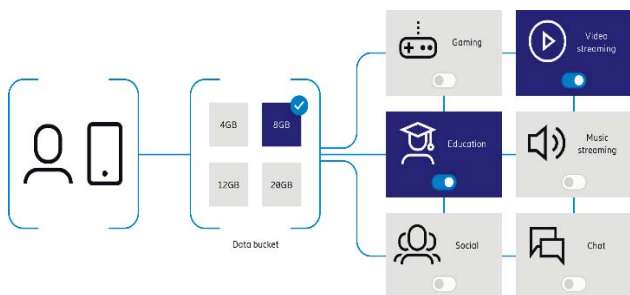 Gaming
Video
streaming
4GB
8GB
Education
Music
streaming
12GB
20GB
Data bucket
Social
Chat